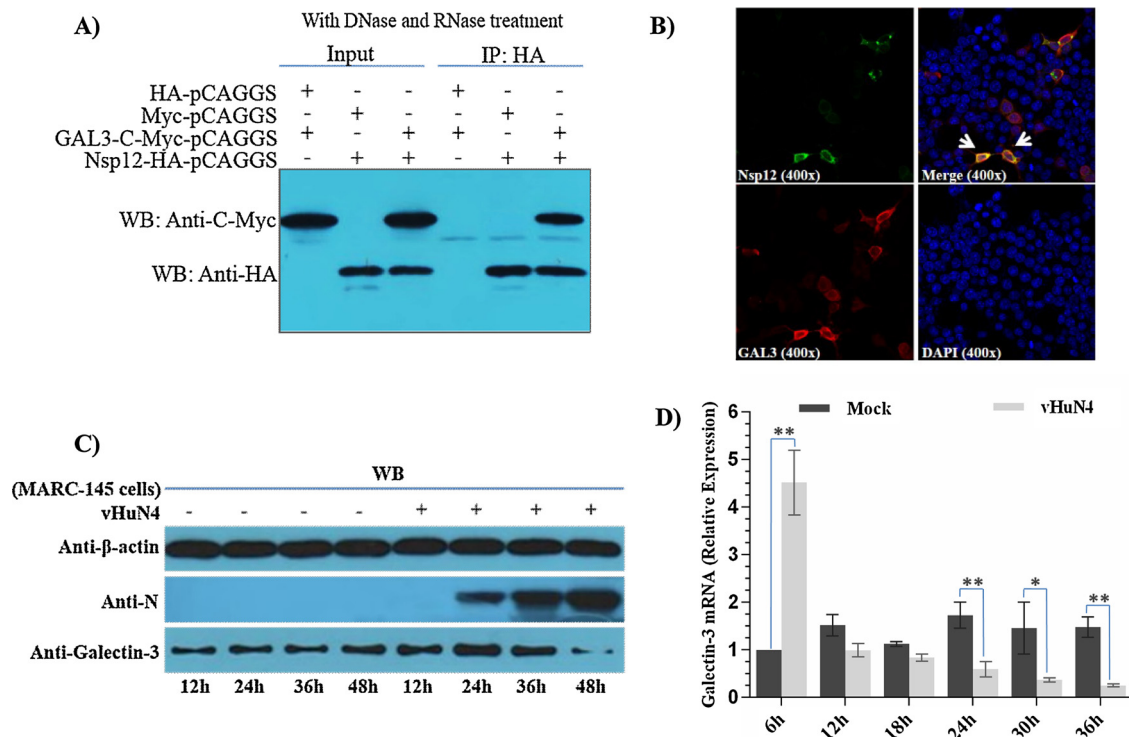 A)
With DNase and RNase treatment
Input IP: HA
HA-pCAGGS + - - + - -
Myc-pCAGGS - + - - + -
GAL3-C-Myc-pCAGGS + - + + - +
Nsp12-HA-pCAGGS - + + - + +
WB: Anti-C-Myc
WB: Anti-HA
B)
Nsp12 (400x) Merge (400x)
GAL3 (400x) DAPI (400x)
C)
WB
(MARC-145 cells)
vHuN4 - - - - + + + +
Anti-β-actin
Anti-N
Anti-Galectin-3
12h 24h 36h 48h 12h 24h 36h 48h
D)
Mock vHuN4
Galectin-3 mRNA (Relative Expression)
6
5
4
3
2
1
0
** ** * **
6h 12h 18h 24h 30h 36h